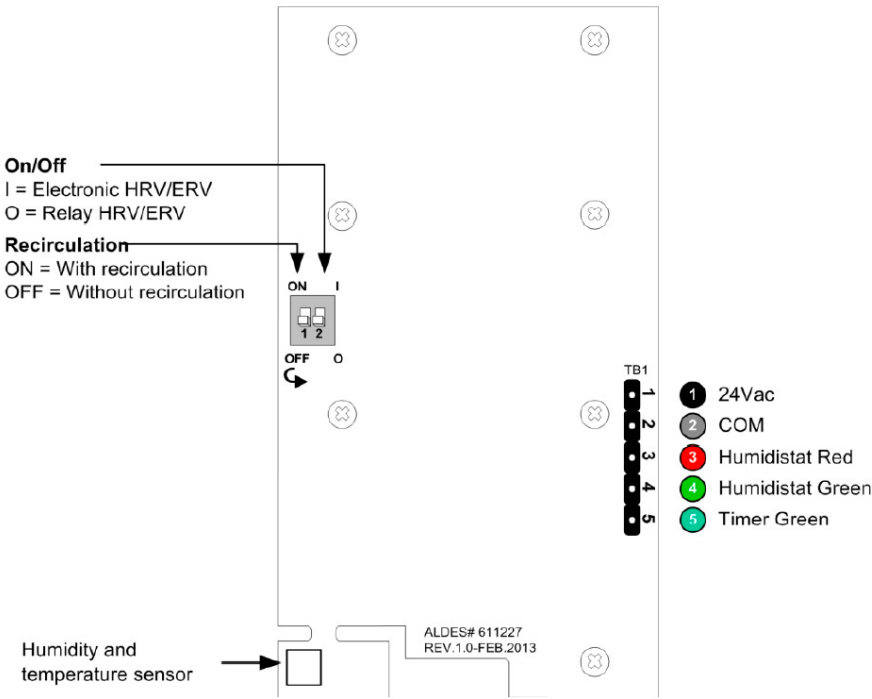 On/Off
I = Electronic HRV/ERV
O = Relay HRV/ERV
Recirculation
ON = With recirculation
OFF = Without recirculation
ON I
1 2
OFF O
TB1
1 1 24Vac
2 2 COM
3 3 Humidistat Red
4 4 Humidistat Green
5 5 Timer Green
ALDES# 611227
REV.1.0-FEB.2013
Humidity and
temperature sensor